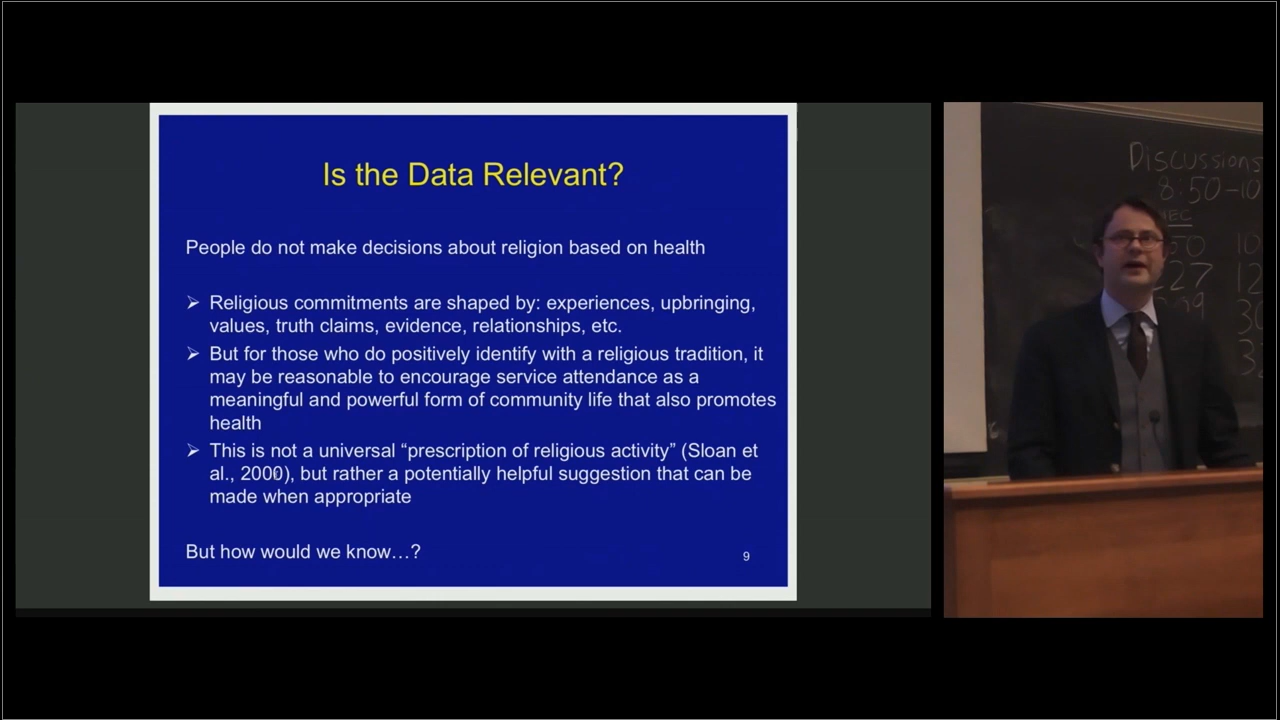 Is the Data Relevant?
People do not make decisions about religion based on health
➢ Religious commitments are shaped by: experiences, upbringing,
values, truth claims, evidence, relationships, etc.
➢ But for those who do positively identify with a religious tradition, it
may be reasonable to encourage service attendance as a
meaningful and powerful form of community life that also promotes
health
➢ This is not a universal “prescription of religious activity” (Sloan et
al., 2000), but rather a potentially helpful suggestion that can be
made when appropriate
But how would we know…?
9
Discussions
8:50-10